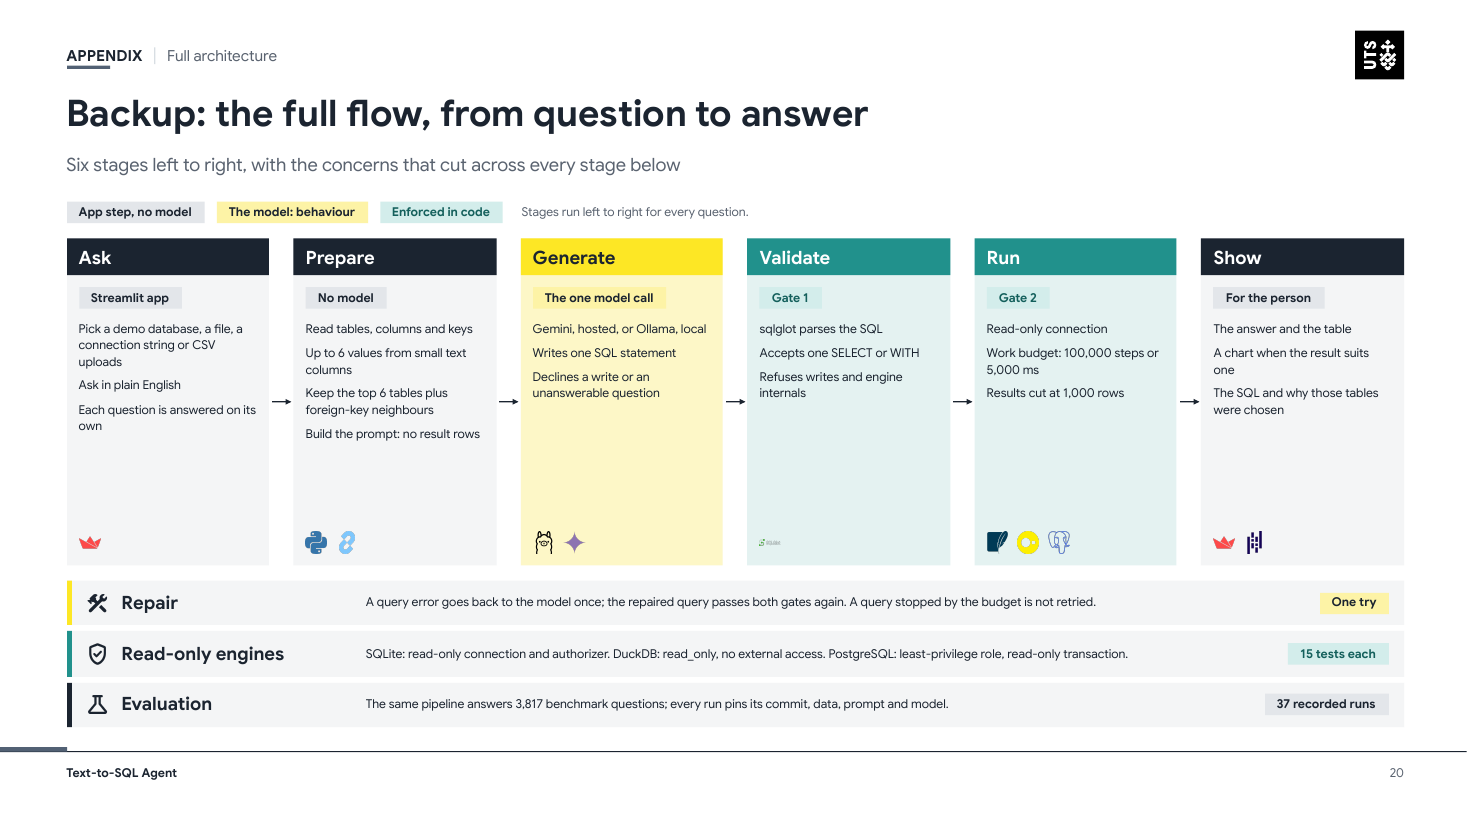 APPENDIX | Full architecture
UTS
Backup: the full flow, from question to answer
Six stages left to right, with the concerns that cut across every stage below
App step, no model
The model: behaviour
Enforced in code
Stages run left to right for every question.
Ask
Streamlit app
Pick a demo database, a file, a
connection string or CSV
uploads
Ask in plain English
Each question is answered on its
own
Prepare
No model
Read tables, columns and keys
Up to 6 values from small text
columns
Keep the top 6 tables plus
foreign-key neighbours
Build the prompt: no result rows
Generate
The one model call
Gemini, hosted, or Ollama, local
Writes one SQL statement
Declines a write or an
unanswerable question
Validate
Gate 1
sqlglot parses the SQL
Accepts one SELECT or WITH
Refuses writes and engine
internals
Run
Gate 2
Read-only connection
Work budget: 100,000 steps or
5,000 ms
Results cut at 1,000 rows
Show
For the person
The answer and the table
A chart when the result suits
one
The SQL and why those tables
were chosen
Repair
A query error goes back to the model once; the repaired query passes both gates again. A query stopped by the budget is not retried.
One try
Read-only engines
SQLite: read-only connection and authorizer. DuckDB: read_only, no external access. PostgreSQL: least-privilege role, read-only transaction.
15 tests each
Evaluation
The same pipeline answers 3,817 benchmark questions; every run pins its commit, data, prompt and model.
37 recorded runs
Text-to-SQL Agent
20